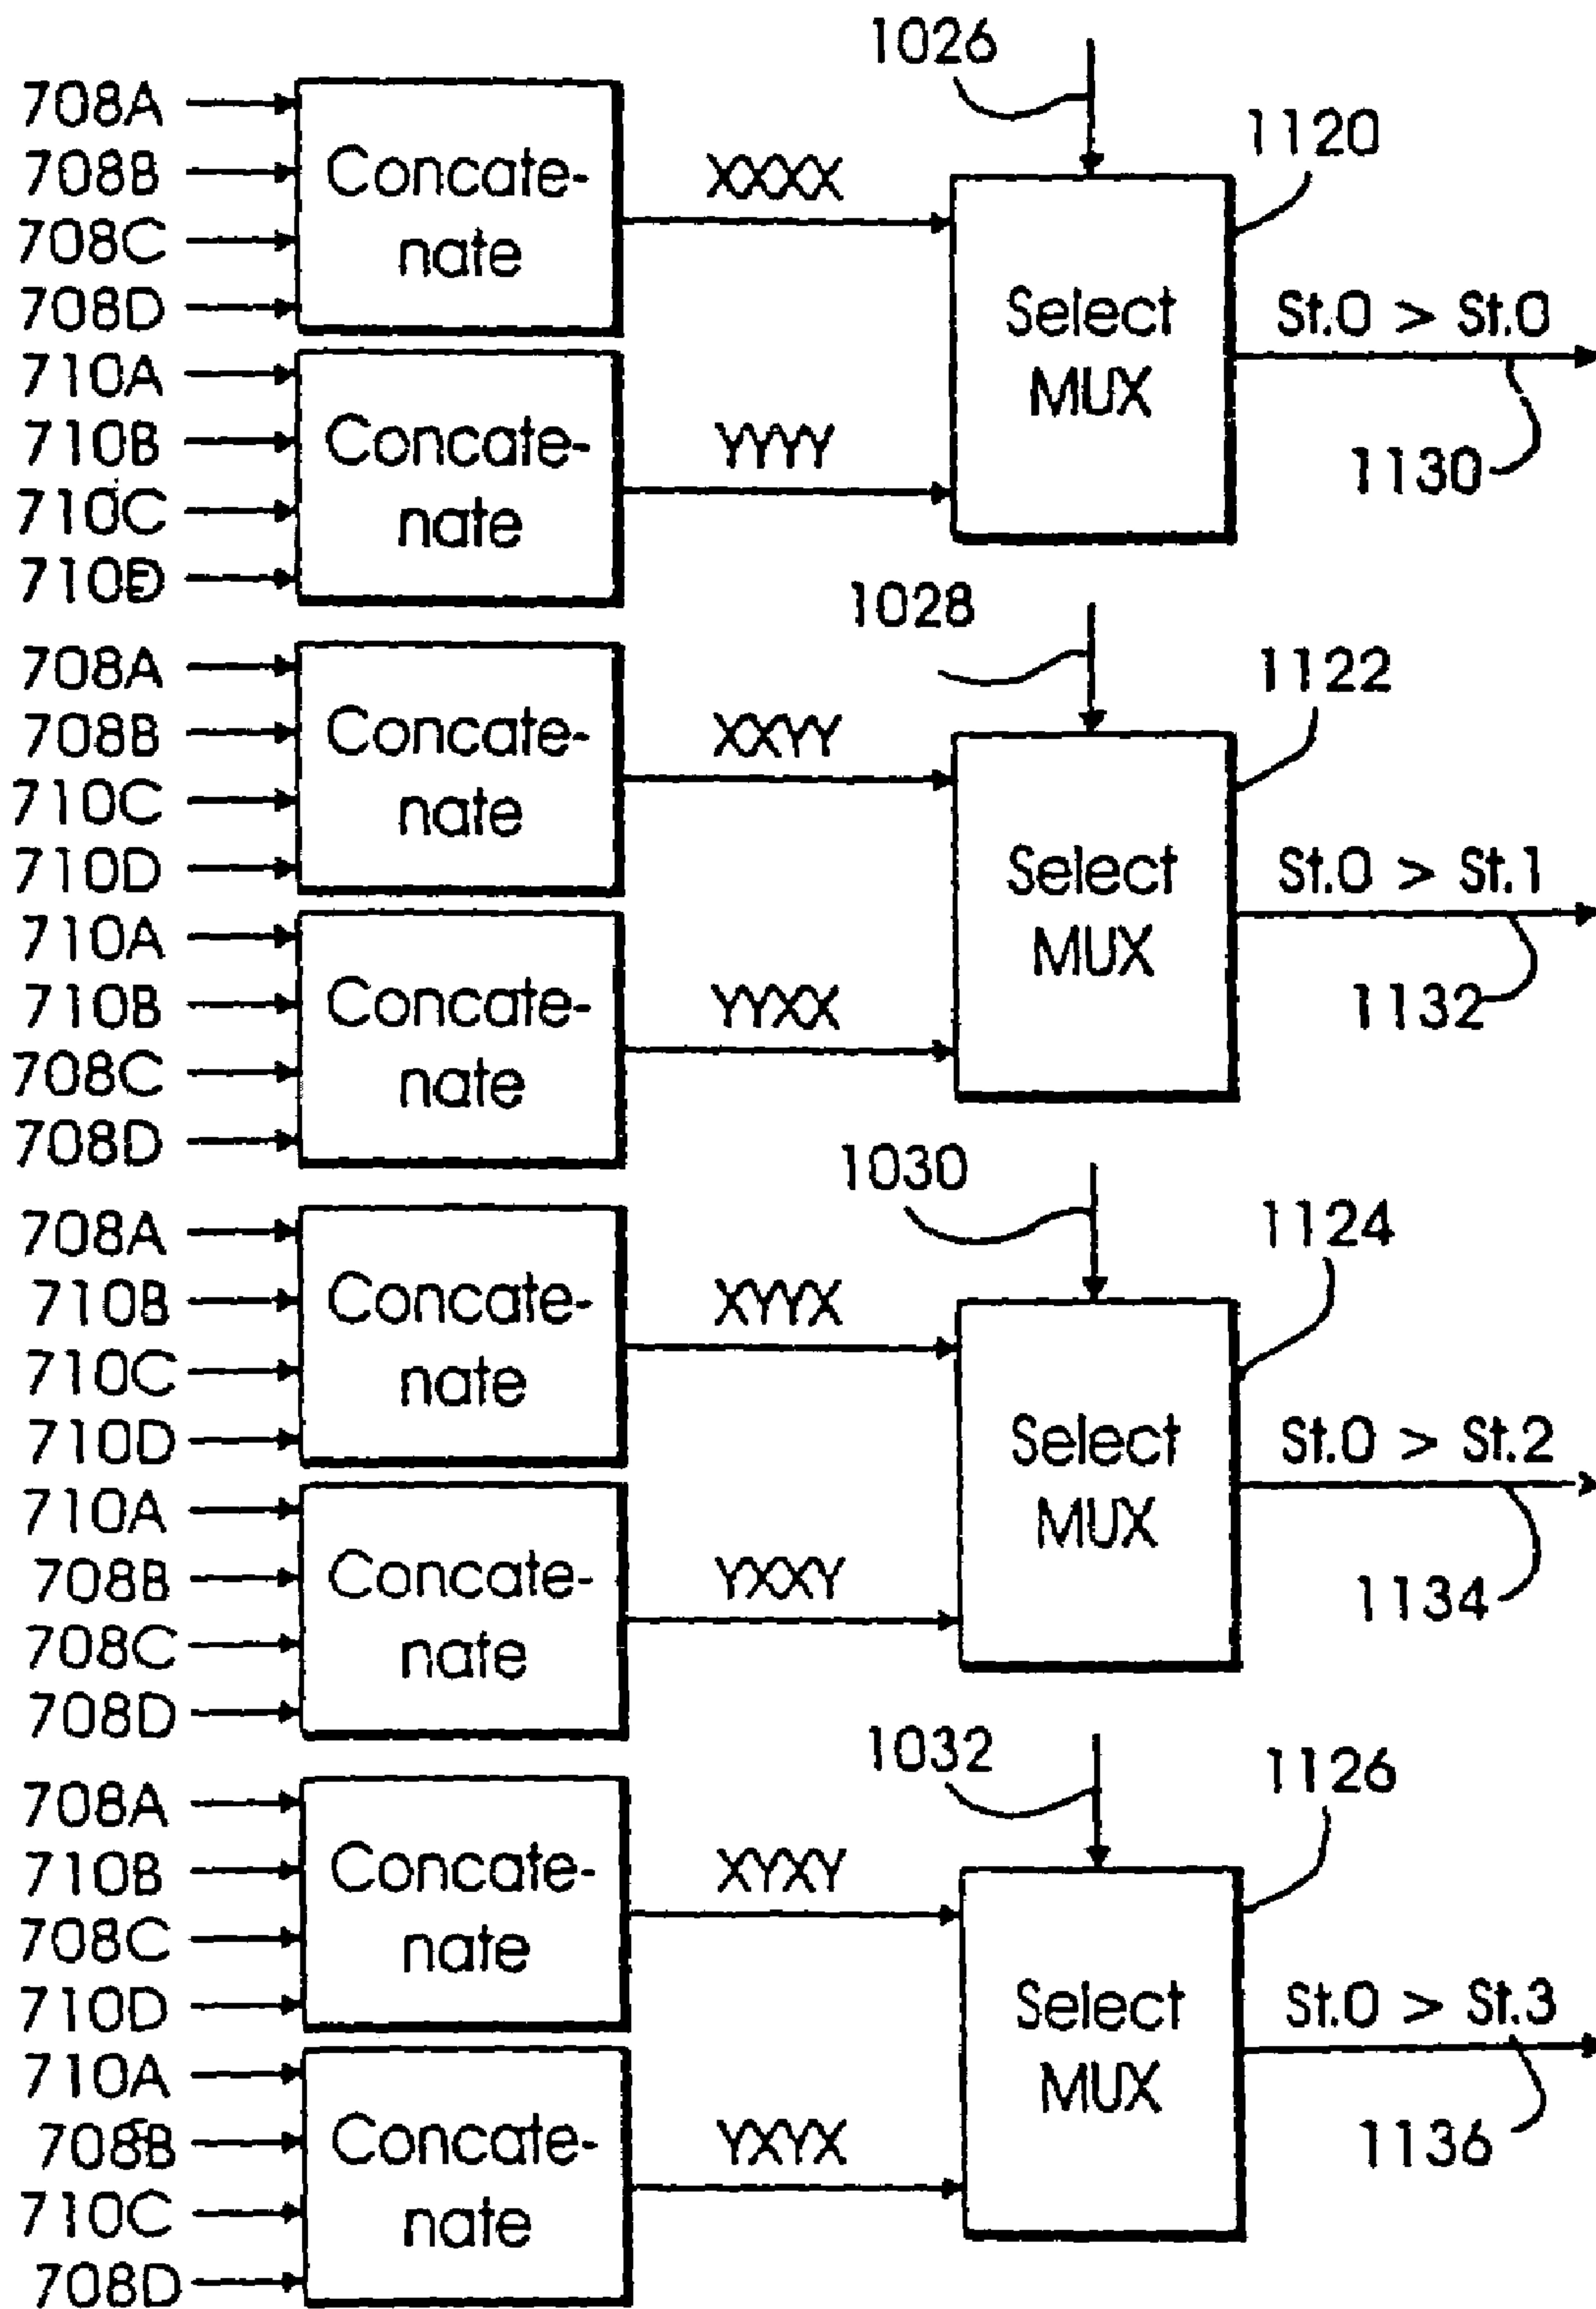 1026
708A
708B
708C
708D
Concate-
nate
XXXX
1120
Select
MUX
St.0 > St.0
1130
710A
710B
710C
710D
Concate-
nate
YYYY
1028
708A
708B
710C
710D
Concate-
nate
XXYY
1122
Select
MUX
St.0 > St.1
1132
710A
710B
708C
708D
Concate-
nate
YYXX
1030
708A
710B
710C
710D
Concate-
nate
XYYX
1124
Select
MUX
St.0 > St.2
1134
710A
708B
708C
708D
Concate-
nate
YXXY
1032
708A
710B
708C
710D
Concate-
nate
XYXY
1126
Select
MUX
St.0 > St.3
1136
710A
708B
710C
708D
Concate-
nate
YXYX